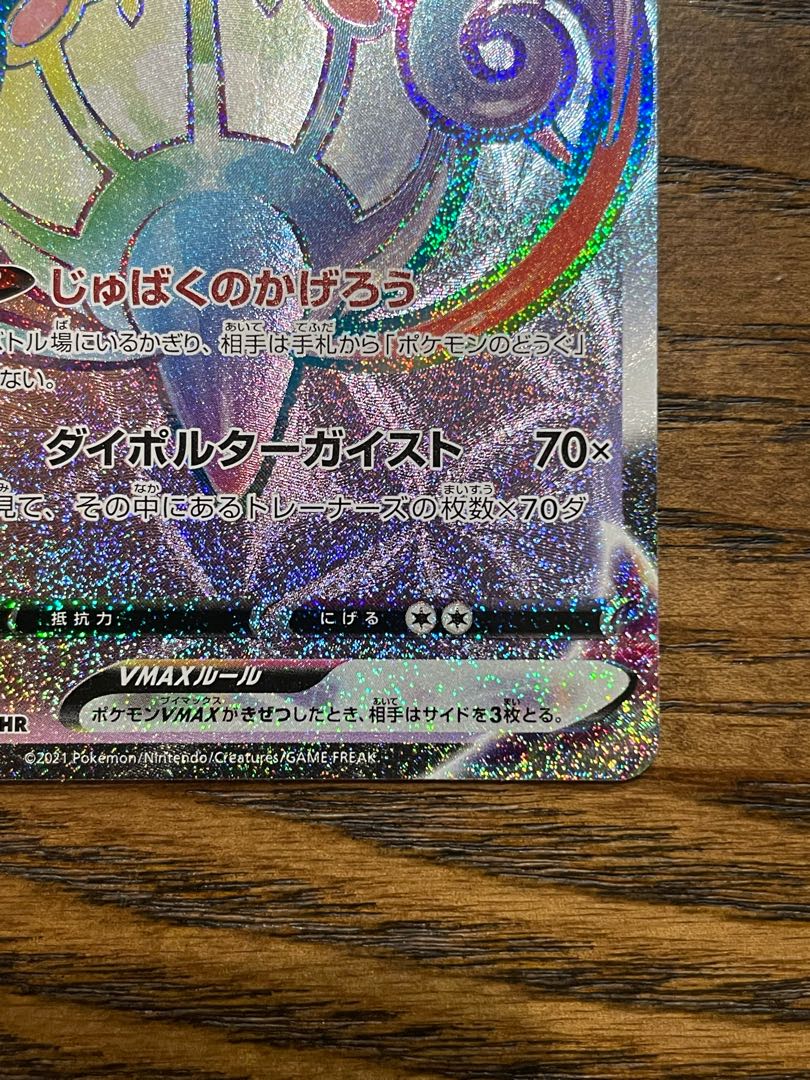 じゅばくのかげろう
トル場にいるかぎり、相手は手札から「ポケモンのどうぐ」
ない。
ダイポルターガイスト 70×
見て、その中にあるトレーナーズの枚数×70ダ
抵抗力 にげる
VMAXルール
ポケモンVMAXがきぜつしたとき、相手はサイドを3枚とる。
HR
©2021 Pokémon/Nintendo/Creatures/GAME FREAK